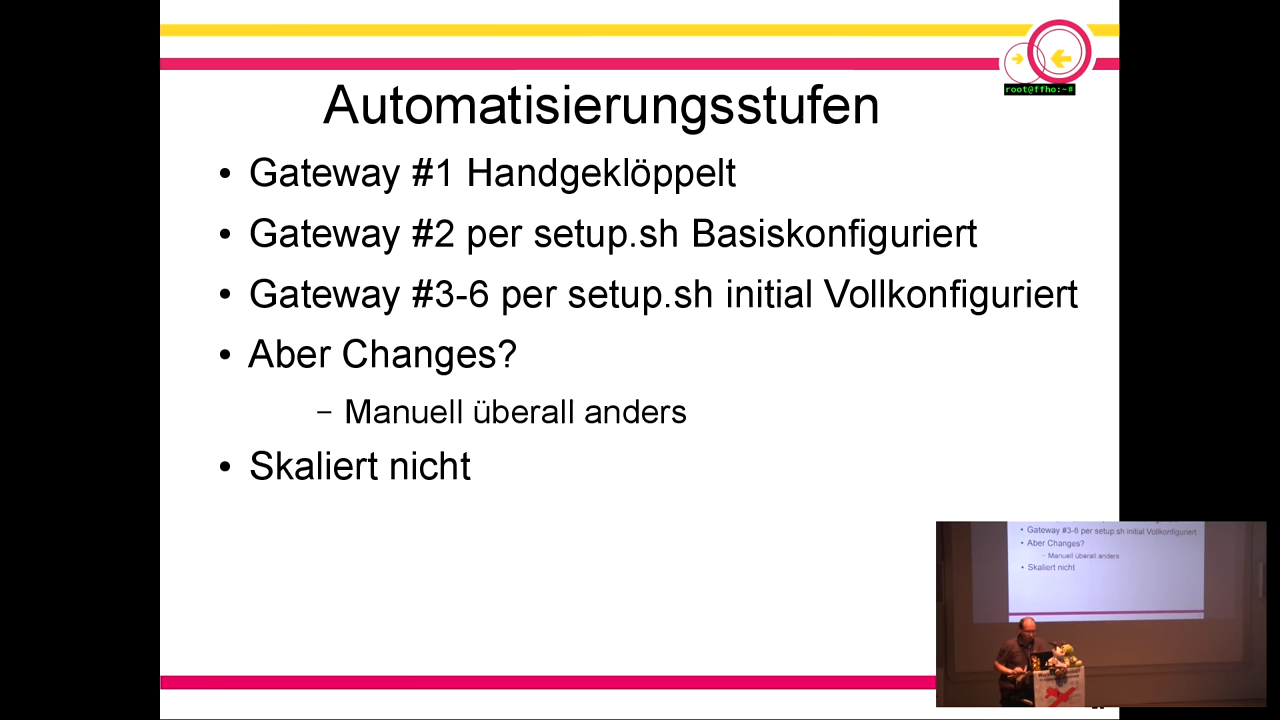 root@ffho:~#
Automatisierungsstufen
• Gateway #1 Handgeklöppelt
• Gateway #2 per setup.sh Basiskonfiguriert
• Gateway #3-6 per setup.sh initial Vollkonfiguriert
• Aber Changes?
– Manuell überall anders
• Skaliert nicht
• Gateway #3-6 per setup.sh initial Vollkonfiguriert
• Aber Changes?
– Manuell überall anders
• Skaliert nicht